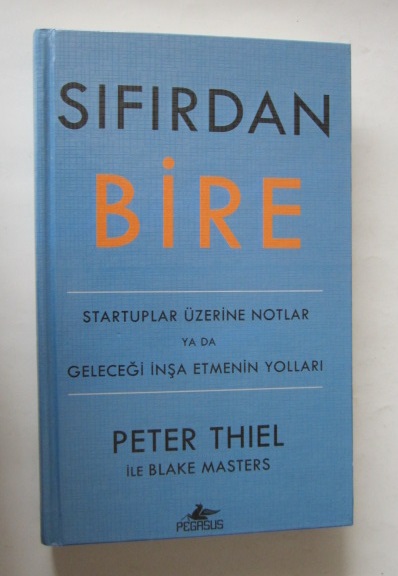 SIFIRDAN
BİRE
STARTUPLAR ÜZERİNE NOTLAR
YA DA
GELECEĞİ İNŞA ETMENİN YOLLARI
PETER THIEL
İLE BLAKE MASTERS
PEGASUS